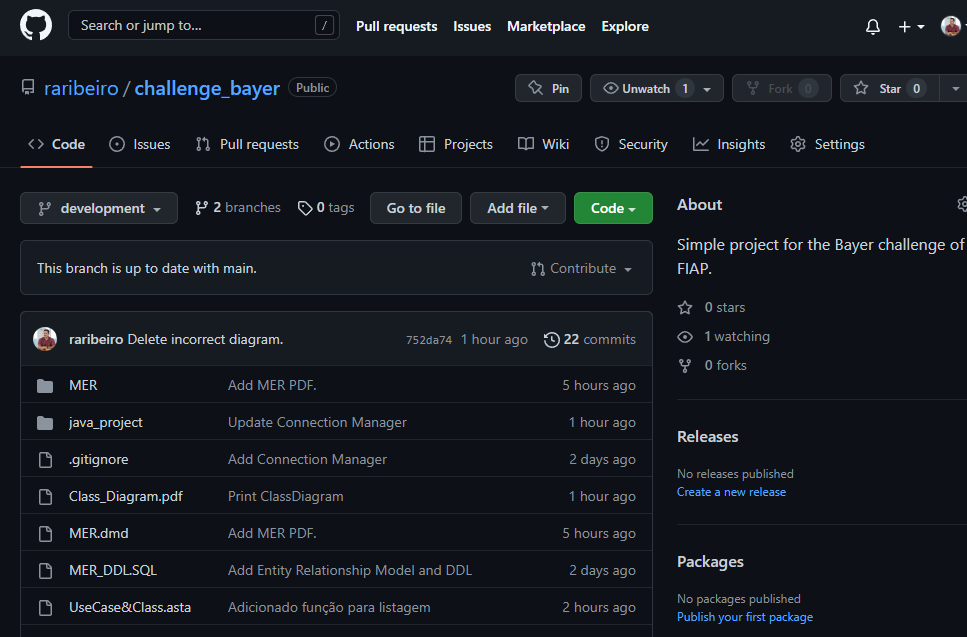 Search or jump to... /
Pull requests Issues Marketplace Explore
raribeiro / challenge_bayer Public
Pin Unwatch 1 Fork 0 Star 0
Code Issues Pull requests Actions Projects Wiki Security Insights Settings
development 2 branches 0 tags Go to file Add file Code
This branch is up to date with main. Contribute
raribeiro Delete incorrect diagram. 752da74 1 hour ago 22 commits
MER Add MER PDF. 5 hours ago
java_project Update Connection Manager 1 hour ago
.gitignore Add Connection Manager 2 days ago
Class_Diagram.pdf Print ClassDiagram 1 hour ago
MER.dmd Add MER PDF. 5 hours ago
MER_DDL.SQL Add Entity Relationship Model and DDL 2 days ago
UseCase&Class.asta Adicionado função para listagem 2 hours ago
About
Simple project for the Bayer challenge of
FIAP.
0 stars
1 watching
0 forks
Releases
No releases published
Create a new release
Packages
No packages published
Publish your first package